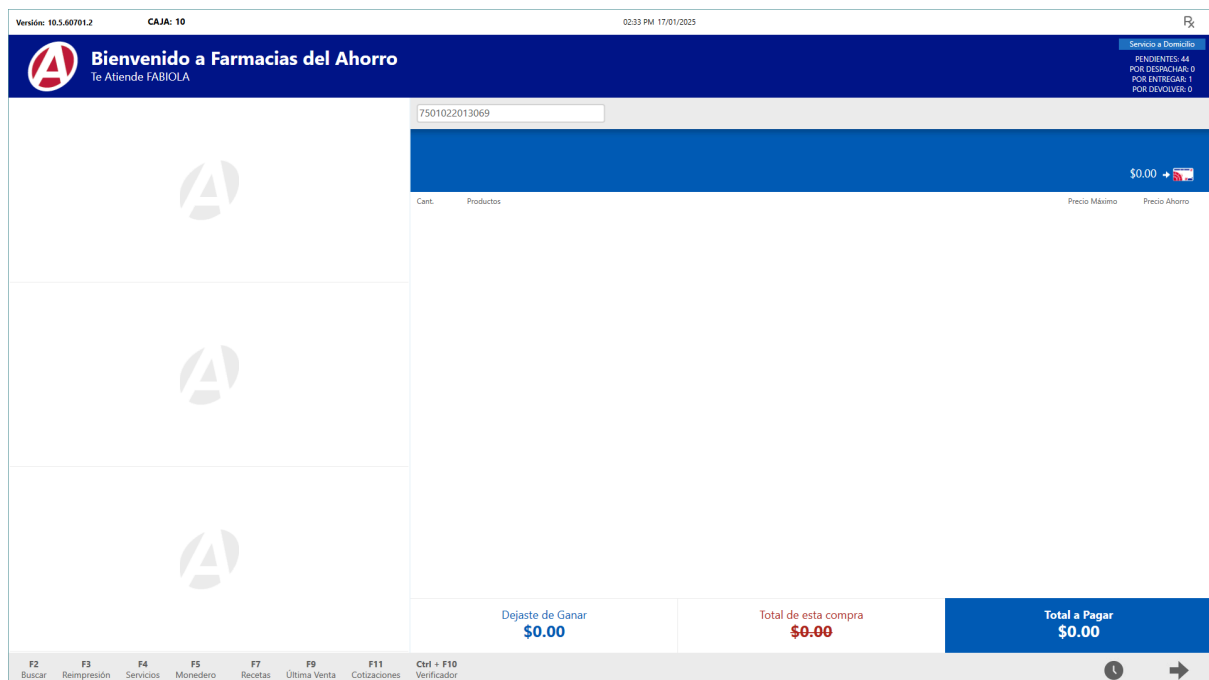 Versión: 10.5.60701.2 CAJA: 10 02:33 PM 17/01/2025 Rx
Bienvenido a Farmacias del Ahorro
Te Atiende FABIOLA
Servicio a Domicilio
PENDIENTES: 44
POR DESPACHAR: 0
POR ENTREGAR: 1
POR DEVOLVER: 0
7501022013069
$0.00
Cant. Productos Precio Máximo Precio Ahorro
Dejaste de Ganar
$0.00
Total de esta compra
$0.00
Total a Pagar
$0.00
F2 F3 F4 F5 F7 F9 F11 Ctrl + F10
Buscar Reimpresión Servicios Monedero Recetas Última Venta Cotizaciones Verificador